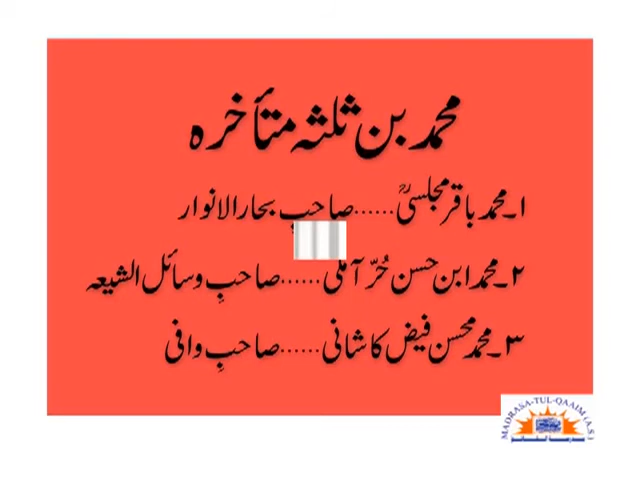 محمد بن ثلثہ متأخرہ
۱۔محمد باقر مجلسیؒ......صاحبِ بحار الانوار
۲۔محمد ابن حسن حُرّ آملی......صاحبِ وسائل الشیعہ
۳۔محمد محسن فیض کاشانی......صاحبِ وافی
MADRASA-TUL-QAAIM (A.S)